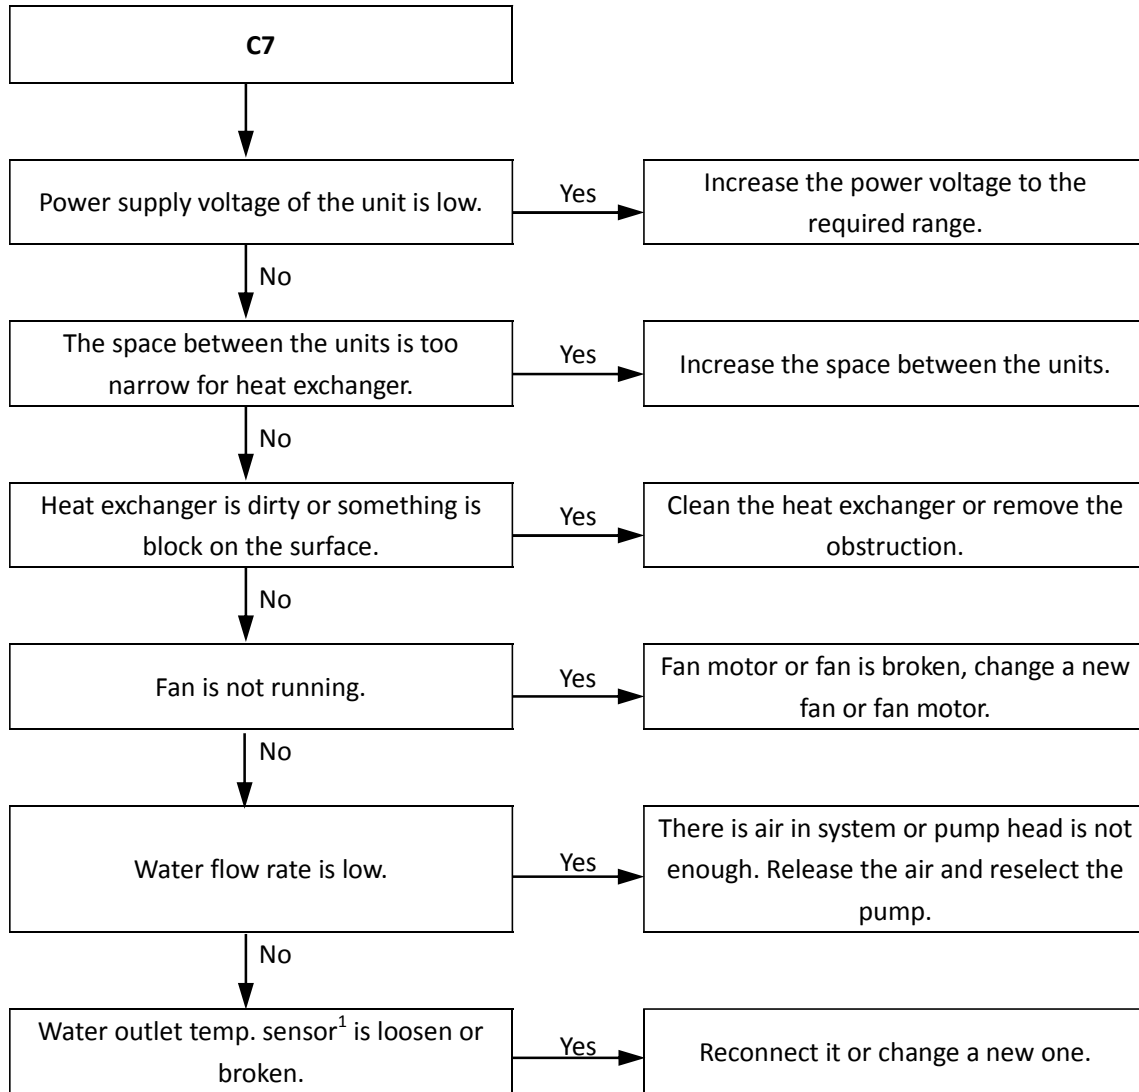 C7
Power supply voltage of the unit is low.
Yes
Increase the power voltage to the
required range.
No
The space between the units is too
narrow for heat exchanger.
Yes
Increase the space between the units.
No
Heat exchanger is dirty or something is
block on the surface.
Yes
Clean the heat exchanger or remove the
obstruction.
No
Fan is not running.
Yes
Fan motor or fan is broken, change a new
fan or fan motor.
No
Water flow rate is low.
Yes
There is air in system or pump head is not
enough. Release the air and reselect the
pump.
No
Water outlet temp. sensor¹ is loosen or
broken.
Yes
Reconnect it or change a new one.